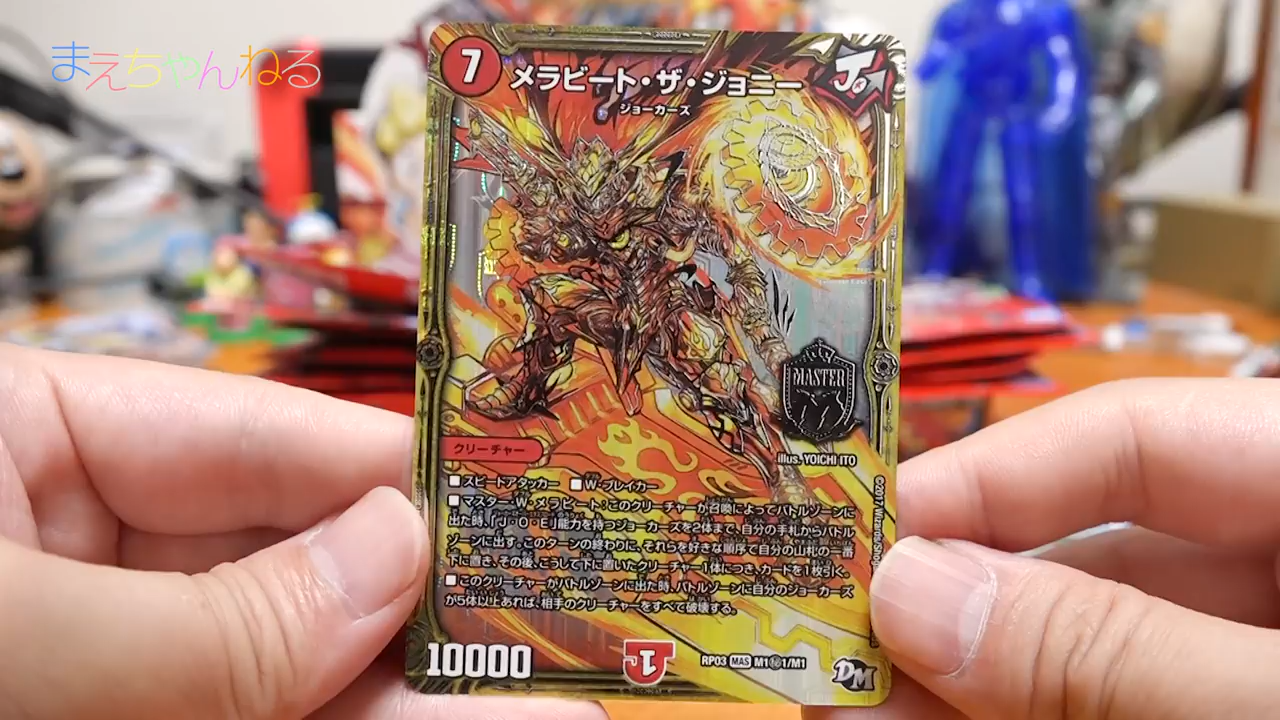 まえちゃんねる
7
メラビート・ザ・ジョニー
ジョーカーズ
J
MASTER
illus. YOICHI ITO
クリーチャー
■スピードアタッカー ■W・ブレイカー
■マスター・W・メラビート:このクリーチャーが召喚によってバトルゾーンに
出た時、「J・O・E」能力を持つジョーカーズを2体まで、自分の手札からバトル
ゾーンに出す。このターンの終わりに、それらを好きな順序で自分の山札の一番
下に置き、その後、こうして下に置いたクリーチャー1体につき、カードを1枚引く。
■このクリーチャーがバトルゾーンに出た時、バトルゾーンに自分のジョーカーズ
が5体以上あれば、相手のクリーチャーをすべて破壊する。
©2017 Wizards/Shog
10000
1
RP03 MAS M1㊙1/M1
DM